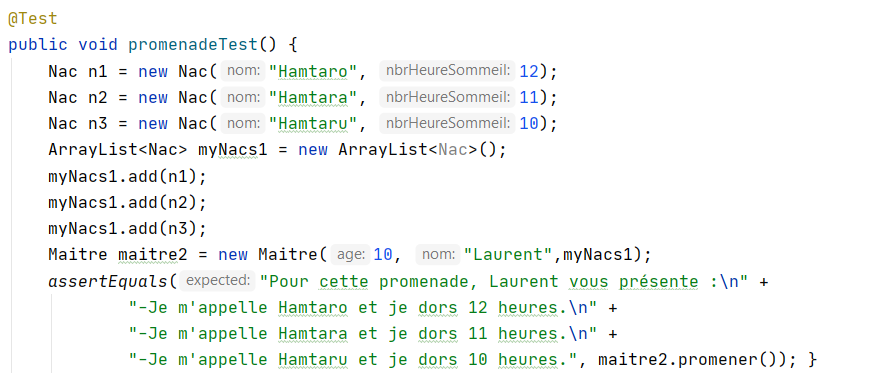 @Test
public void promenadeTest() {
Nac n1 = new Nac( nom: "Hamtaro", nbrHeureSommeil: 12);
Nac n2 = new Nac( nom: "Hamtara", nbrHeureSommeil: 11);
Nac n3 = new Nac( nom: "Hamtaru", nbrHeureSommeil: 10);
ArrayList<Nac> myNacs1 = new ArrayList<Nac>();
myNacs1.add(n1);
myNacs1.add(n2);
myNacs1.add(n3);
Maitre maitre2 = new Maitre( age: 10, nom: "Laurent",myNacs1);
assertEquals( expected: "Pour cette promenade, Laurent vous présente :\n" +
"-Je m'appelle Hamtaro et je dors 12 heures.\n" +
"-Je m'appelle Hamtara et je dors 11 heures.\n" +
"-Je m'appelle Hamtaru et je dors 10 heures.", maitre2.promener()); }